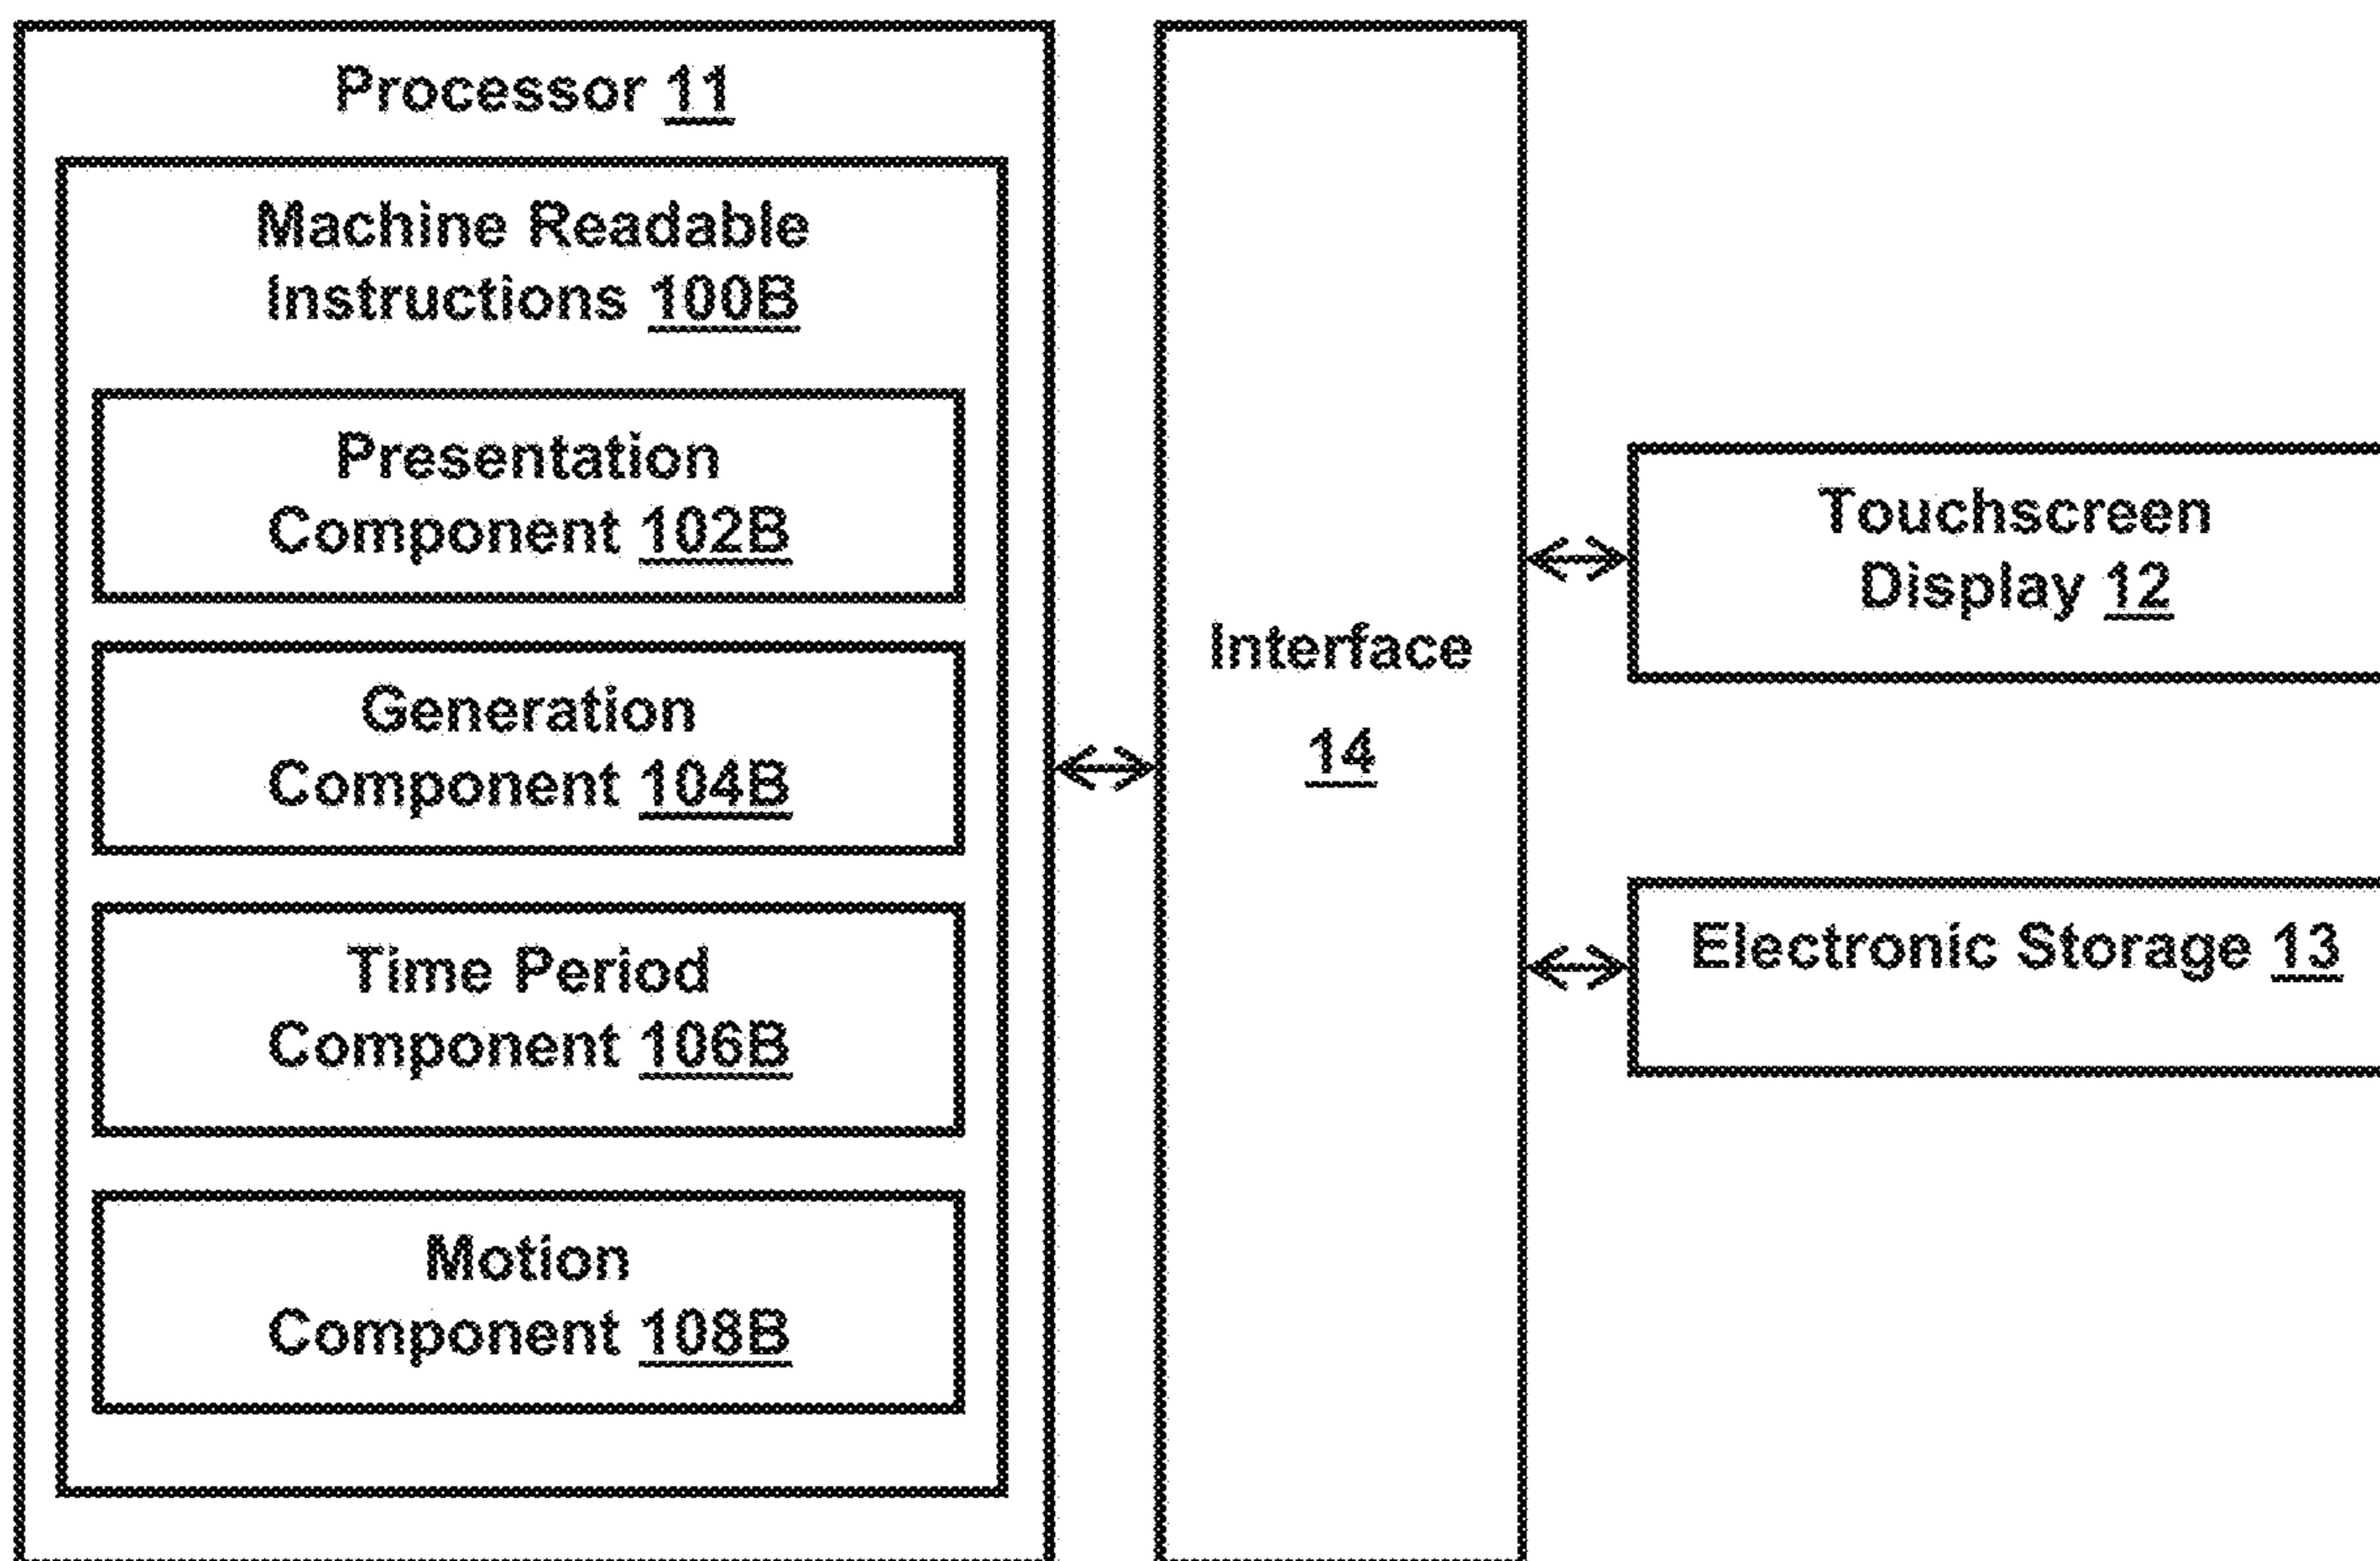 Processor 11
Machine Readable
Instructions 100B
Presentation
Component 102B
Generation
Component 104B
Time Period
Component 106B
Motion
Component 108B
Interface
14
Touchscreen
Display 12
Electronic Storage 13